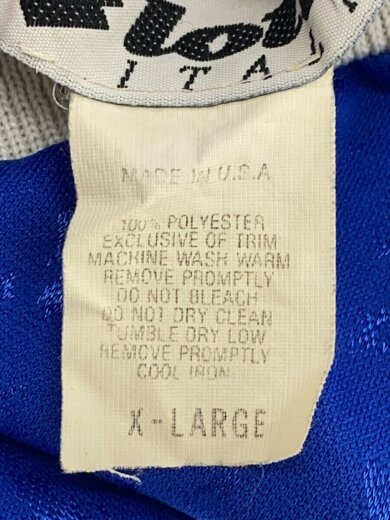 ITA
MADE IN U.S.A
100% POLYESTER
EXCLUSIVE OF TRIM
MACHINE WASH WARM
REMOVE PROMPTLY
DO NOT BLEACH
DO NOT DRY CLEAN
TUMBLE DRY LOW
REMOVE PROMPTLY
COOL IRON.
X-LARGE